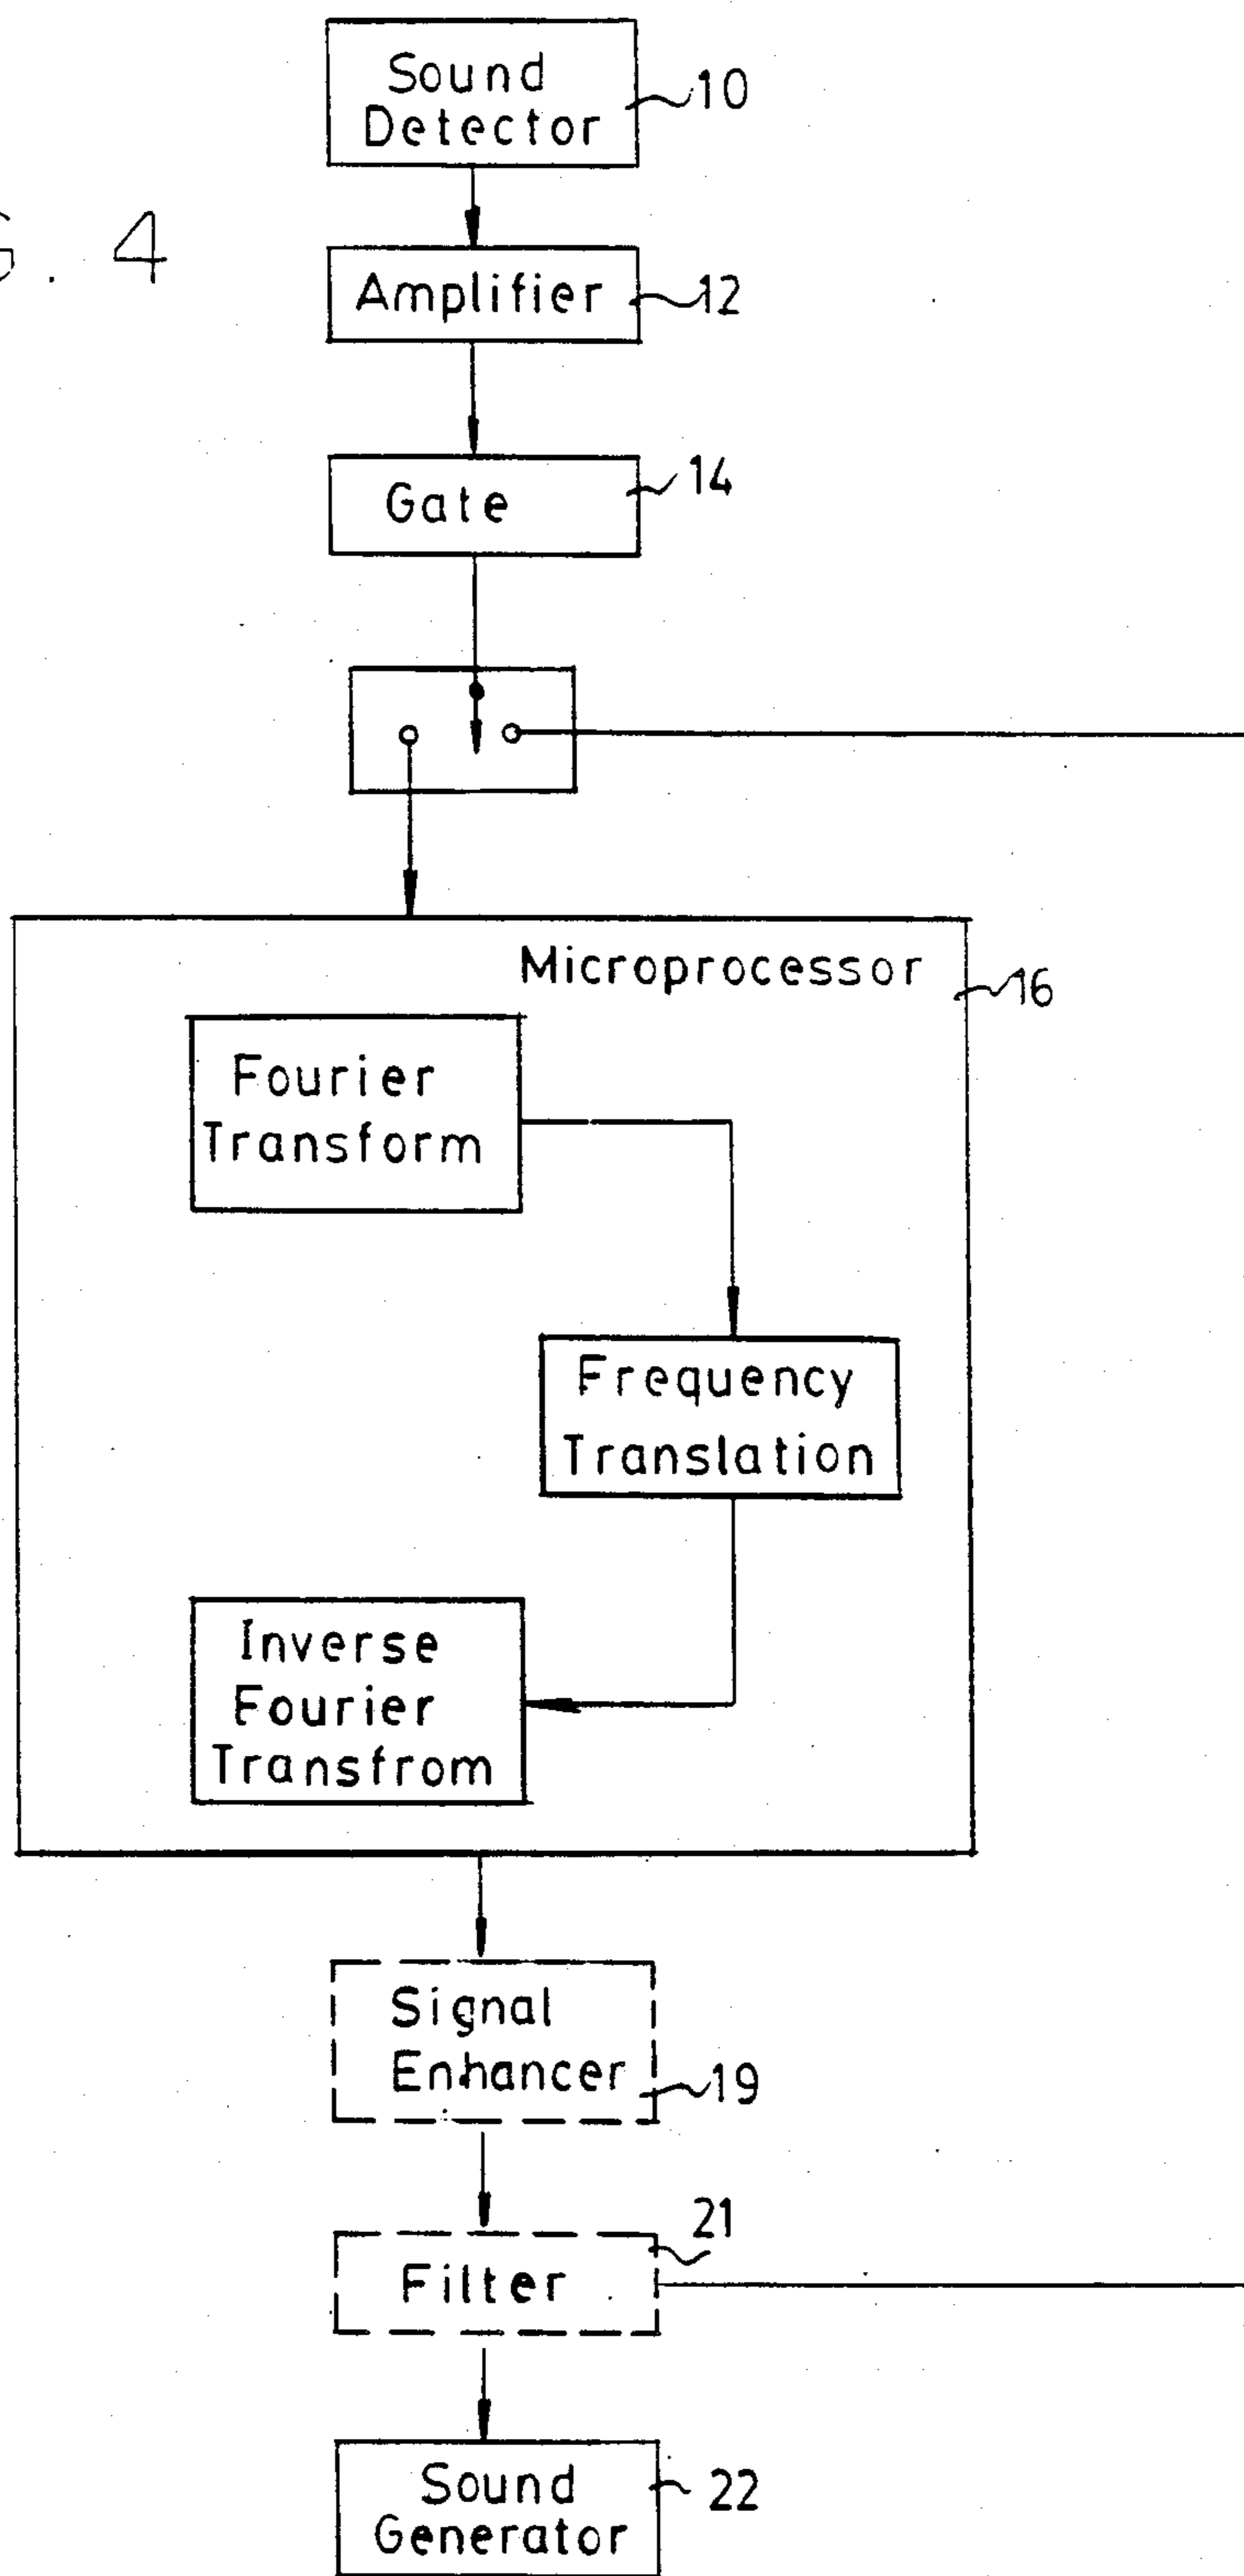 Sound
Detector
10
G. 4
Amplifier
12
Gate
14
Microprocessor
16
Fourier
Transform
Frequency
Translation
Inverse
Fourier
Transfrom
Signal
Enhancer
19
21
Filter
Sound
Generator
22